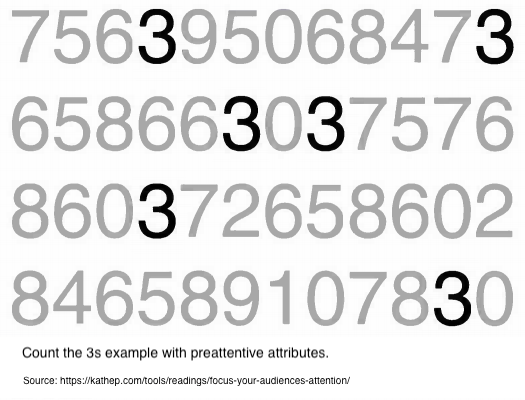 756395068473
658663037576
860372658602
846589107830
Count the 3s example with preattentive attributes.
Source: https://kathep.com/tools/readings/focus-your-audiences-attention/